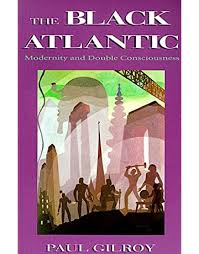 THE BLACK
ATLANTIC
Modernity and Double Consciousness
PAUL GILROY